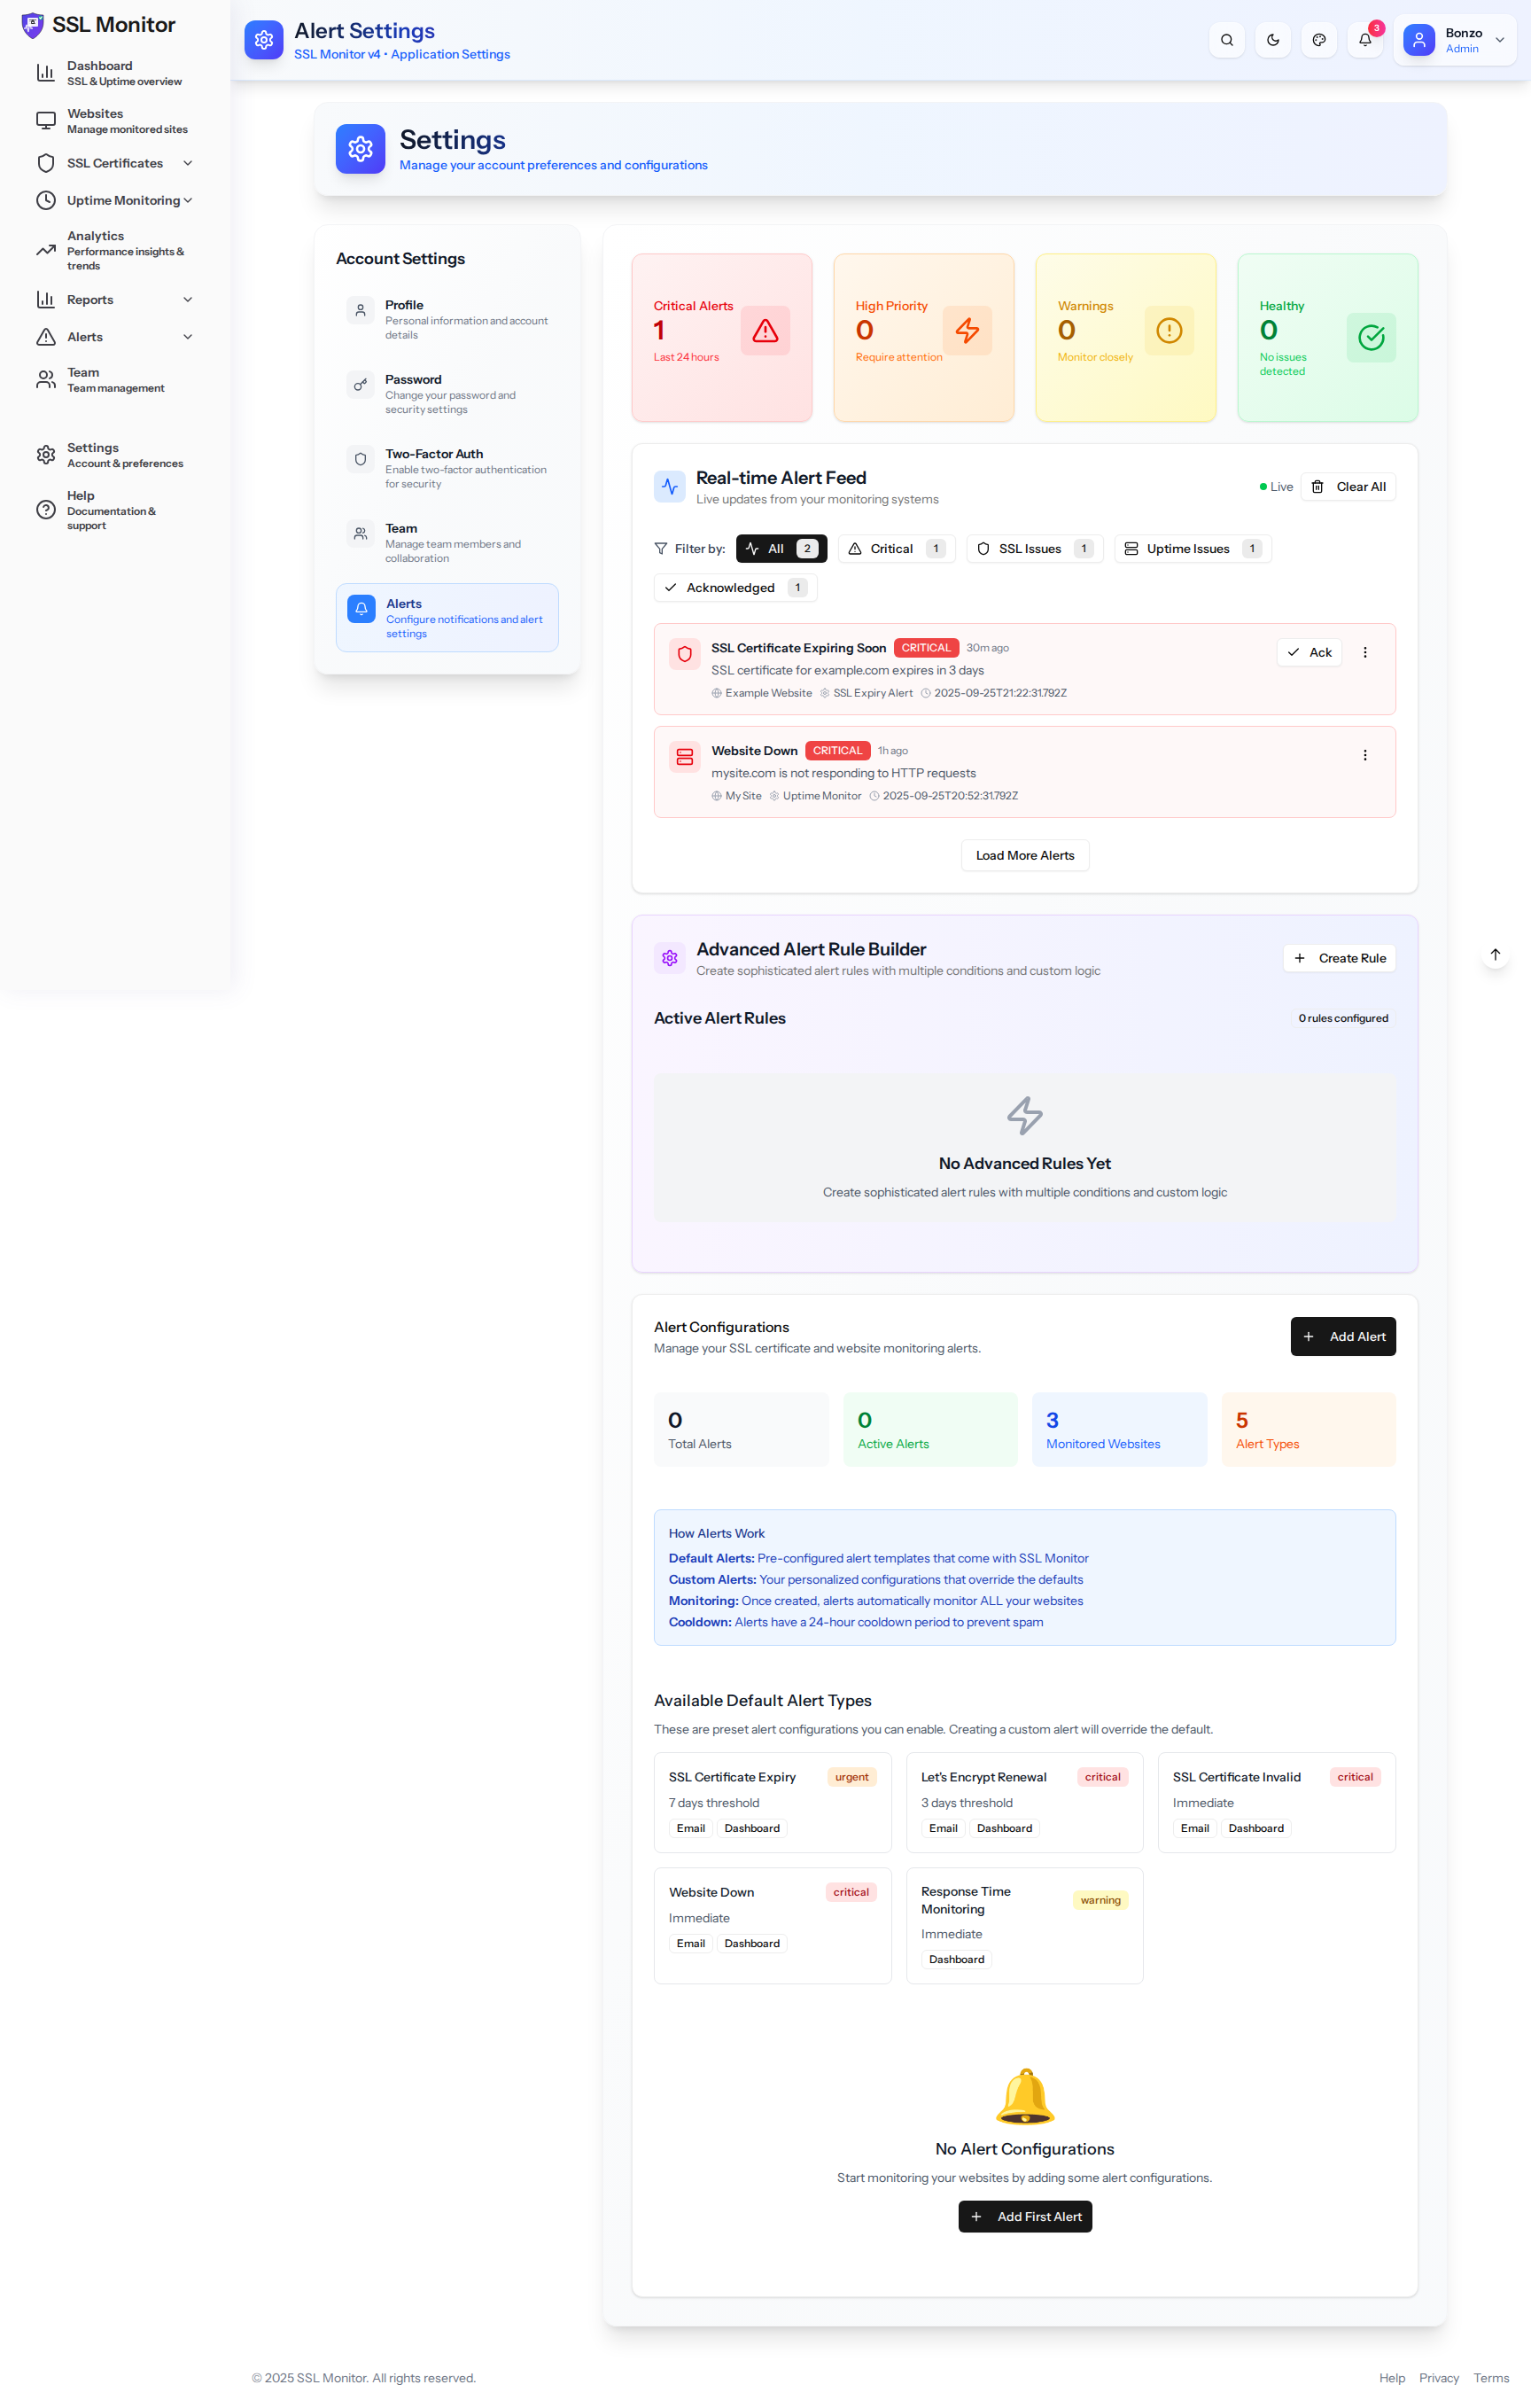 SSL Monitor
Dashboard
SSL & Uptime overview
Websites
Manage monitored sites
SSL Certificates
Uptime Monitoring
Analytics
Performance insights &
trends
Reports
Alerts
Team
Team management
Settings
Account & preferences
Help
Documentation &
support
Alert Settings
SSL Monitor v4 • Application Settings
3
Bonzo
Admin
Settings
Manage your account preferences and configurations
Account Settings
Profile
Personal information and account
details
Password
Change your password and
security settings
Two-Factor Auth
Enable two-factor authentication
for security
Team
Manage team members and
collaboration
Alerts
Configure notifications and alert
settings
Critical Alerts
1
Last 24 hours
High Priority
0
Require attention
Warnings
0
Monitor closely
Healthy
0
No issues
detected
Real-time Alert Feed
Live updates from your monitoring systems
Live
Clear All
Filter by:
All 2
Critical 1
SSL Issues 1
Uptime Issues 1
Acknowledged 1
SSL Certificate Expiring Soon CRITICAL 30m ago
SSL certificate for example.com expires in 3 days
Example Website SSL Expiry Alert 2025-09-25T21:22:31.792Z
Ack
Website Down CRITICAL 1h ago
mysite.com is not responding to HTTP requests
My Site Uptime Monitor 2025-09-25T20:52:31.792Z
Load More Alerts
Advanced Alert Rule Builder
Create sophisticated alert rules with multiple conditions and custom logic
Create Rule
Active Alert Rules
0 rules configured
No Advanced Rules Yet
Create sophisticated alert rules with multiple conditions and custom logic
Alert Configurations
Manage your SSL certificate and website monitoring alerts.
Add Alert
0
Total Alerts
0
Active Alerts
3
Monitored Websites
5
Alert Types
How Alerts Work
Default Alerts: Pre-configured alert templates that come with SSL Monitor
Custom Alerts: Your personalized configurations that override the defaults
Monitoring: Once created, alerts automatically monitor ALL your websites
Cooldown: Alerts have a 24-hour cooldown period to prevent spam
Available Default Alert Types
These are preset alert configurations you can enable. Creating a custom alert will override the default.
SSL Certificate Expiry urgent
7 days threshold
Email Dashboard
Let's Encrypt Renewal critical
3 days threshold
Email Dashboard
SSL Certificate Invalid critical
Immediate
Email Dashboard
Website Down critical
Immediate
Email Dashboard
Response Time
Monitoring
warning
Immediate
Dashboard
No Alert Configurations
Start monitoring your websites by adding some alert configurations.
Add First Alert
© 2025 SSL Monitor. All rights reserved.
Help Privacy Terms